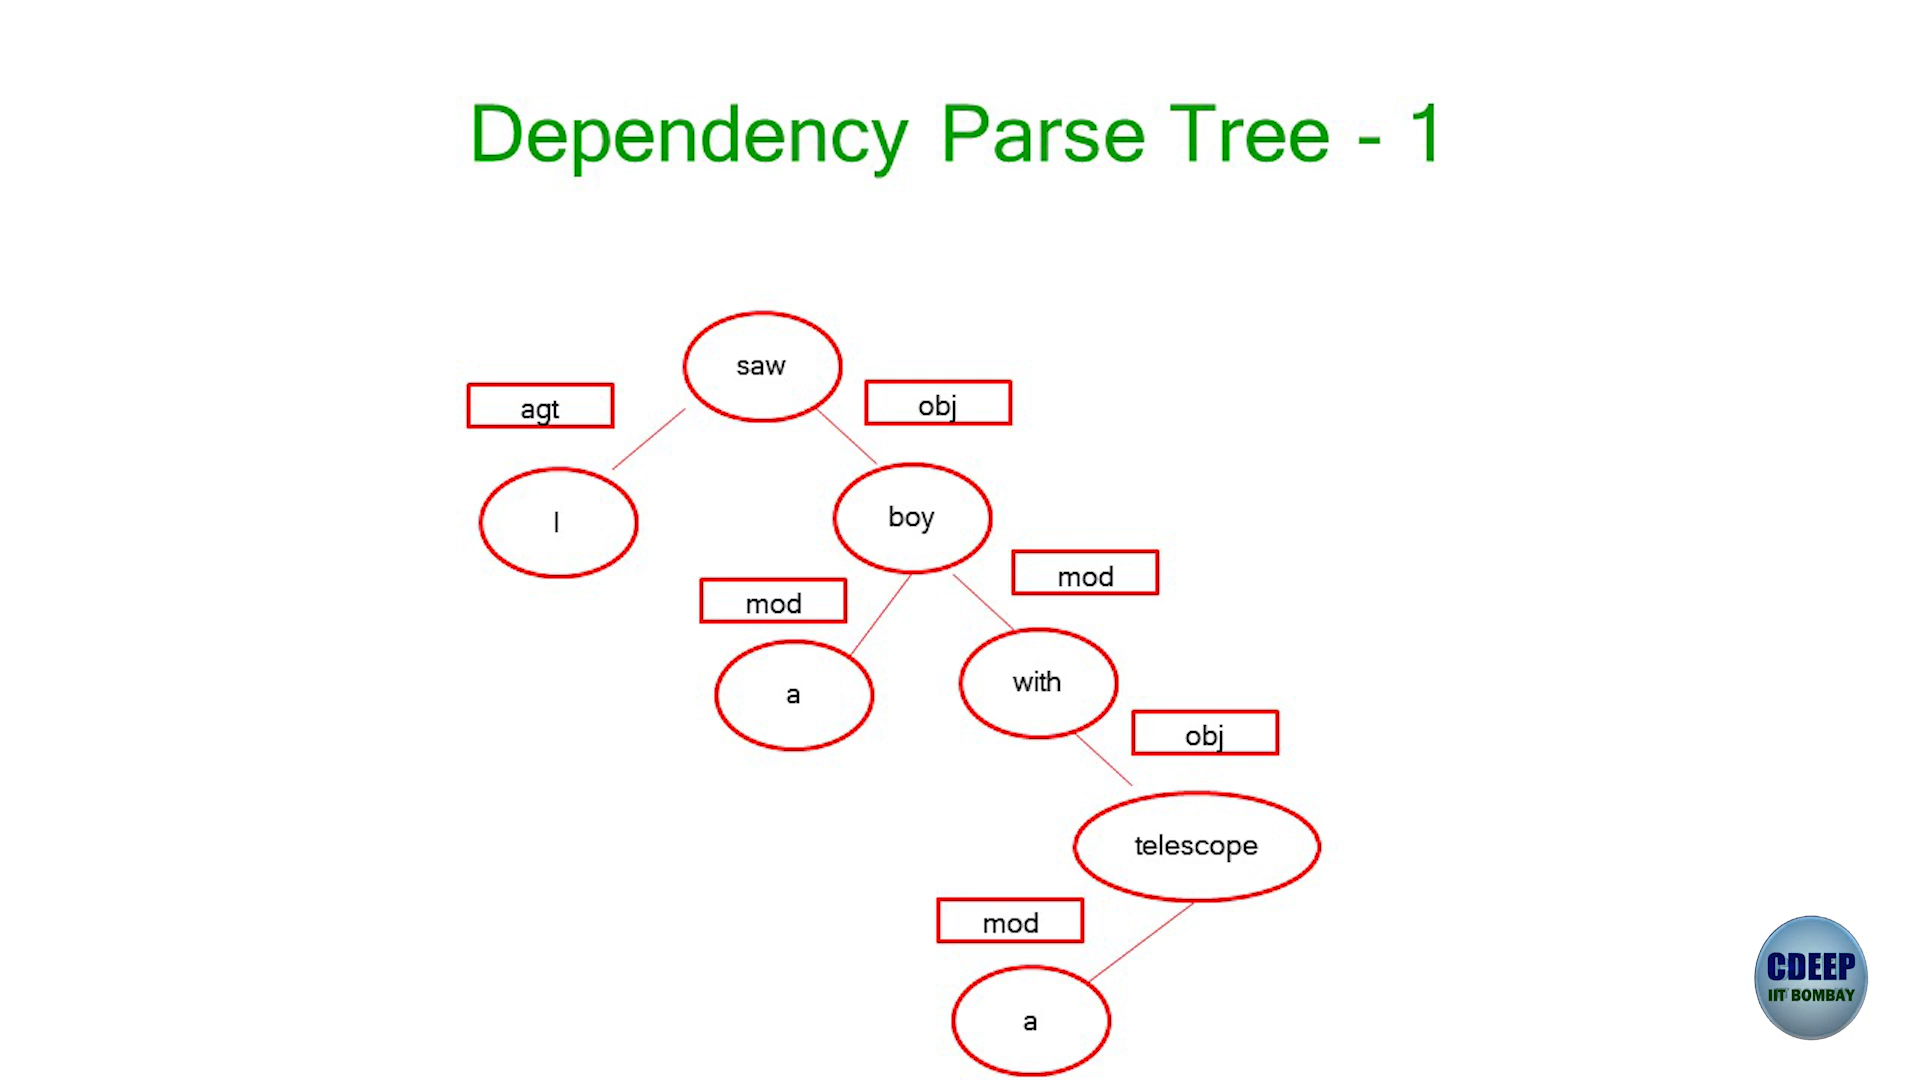 Dependency Parse Tree - 1
saw
agt
obj
I
boy
mod
mod
a
with
obj
telescope
mod
a
CDEEP
IIT BOMBAY